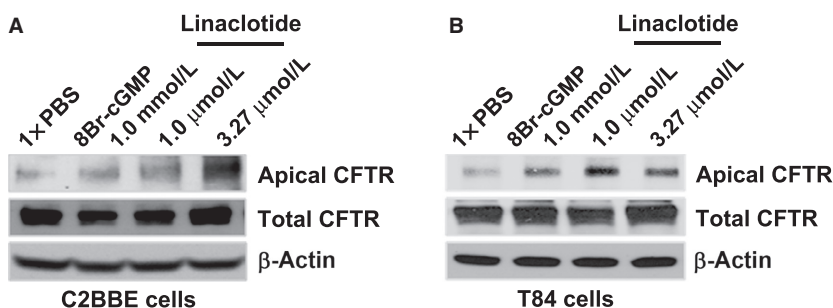 A
Linaclotide
1× PBS
8Br-cGMP
1.0 mmol/L
1.0 μmol/L
3.27 μmol/L
Apical CFTR
Total CFTR
β-Actin
C2BBE cells
B
Linaclotide
1× PBS
8Br-cGMP
1.0 mmol/L
1.0 μmol/L
3.27 μmol/L
Apical CFTR
Total CFTR
β-Actin
T84 cells